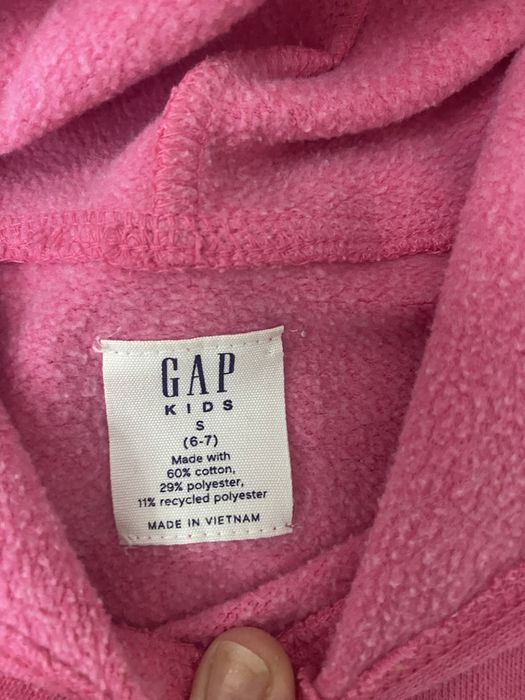 GAP
KIDS
S
(6-7)
Made with
60% cotton,
29% polyester,
11% recycled polyester
MADE IN VIETNAM